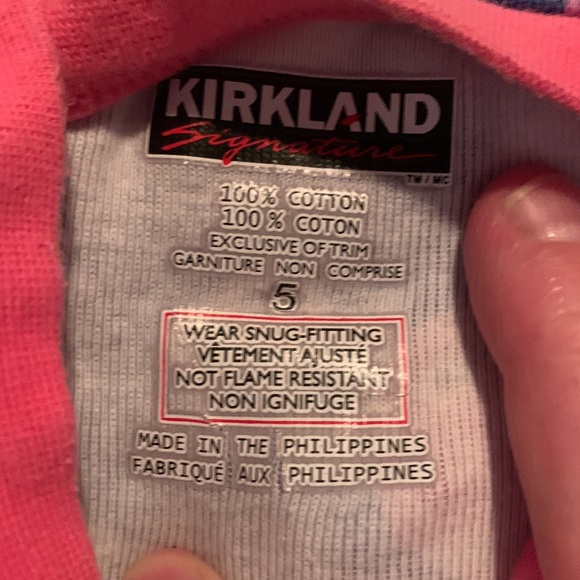 KIRKLAND
Signature
TM / MC
100% COTTON
100% COTON
EXCLUSIVE OF TRIM
GARNITURE NON COMPRISE
5
WEAR SNUG-FITTING
VÊTEMENT AJUSTÉ
NOT FLAME RESISTANT
NON IGNIFUGE
MADE IN THE PHILIPPINES
FABRIQUÉ AUX PHILIPPINES